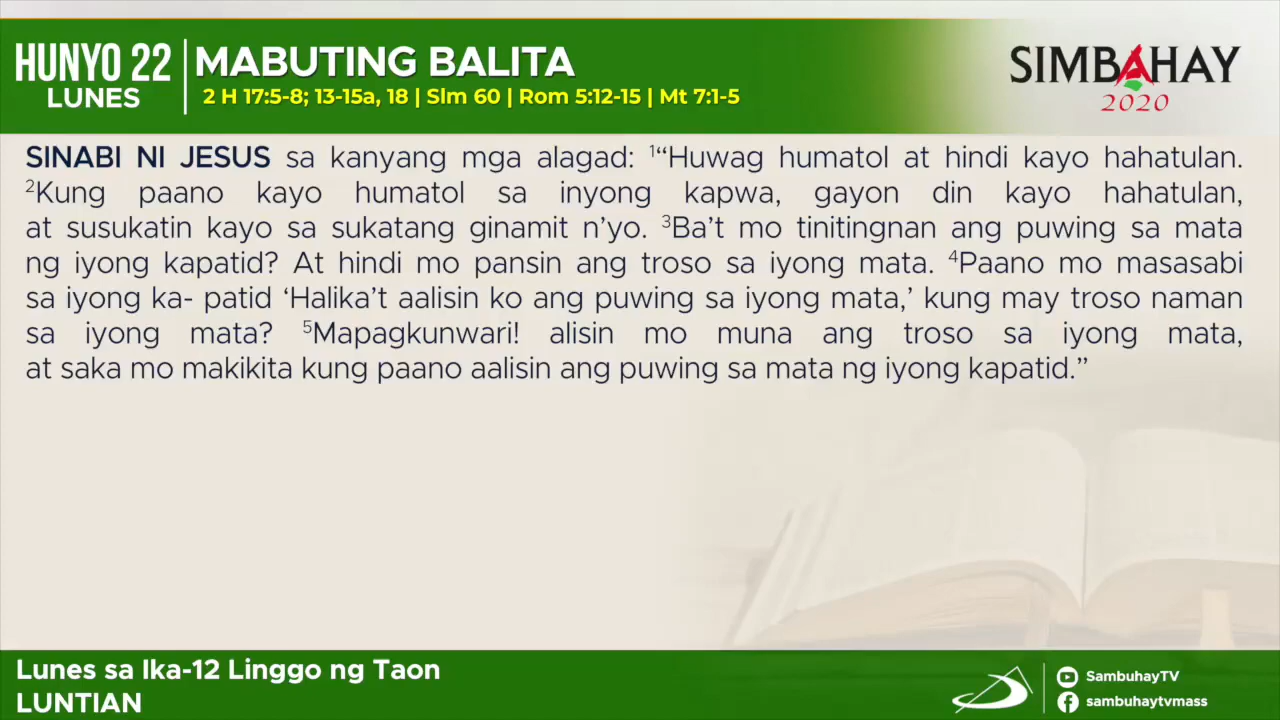 HUNYO 22
LUNES
MABUTING BALITA
2 H 17:5-8; 13-15a, 18 | Slm 60 | Rom 5:12-15 | Mt 7:1-5
SIMBAHAY
2020
SINABI NI JESUS sa kanyang mga alagad: ¹“Huwag humatol at hindi kayo hahatulan.
²Kung paano kayo humatol sa inyong kapwa, gayon din kayo hahatulan,
at susukatin kayo sa sukatang ginamit n’yo. ³Ba’t mo tinitingnan ang puwing sa mata
ng iyong kapatid? At hindi mo pansin ang troso sa iyong mata. ⁴Paano mo masasabi
sa iyong ka- patid ‘Halika’t aalisin ko ang puwing sa iyong mata,’ kung may troso naman
sa iyong mata? ⁵Mapagkunwari! alisin mo muna ang troso sa iyong mata,
at saka mo makikita kung paano aalisin ang puwing sa mata ng iyong kapatid.”
Lunes sa Ika-12 Linggo ng Taon
LUNTIAN
SambuhayTV
sambuhaytvmass